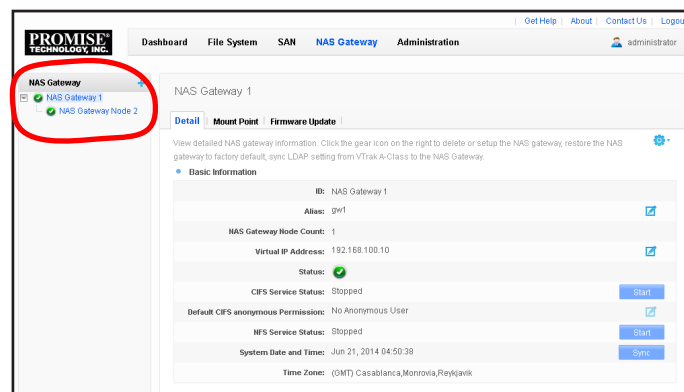 Get Help | About | Contact Us | Logou
PROMISE®
TECHNOLOGY, INC.
Dashboard File System SAN NAS Gateway Administration
administrator
NAS Gateway
NAS Gateway 1
NAS Gateway Node 2
NAS Gateway 1
Detail Mount Point Firmware Update
View detailed NAS gateway information. Click the gear icon on the right to delete or setup the NAS gateway, restore the NAS
gateway to factory default, sync LDAP setting from VTrak A-Class to the NAS Gateway.
Basic Information
ID: NAS Gateway 1
Alias: gw1
NAS Gateway Node Count: 1
Virtual IP Address: 192.168.100.10
Status:
CIFS Service Status: Stopped Start
Default CIFS anonymous Permission: No Anonymous User
NFS Service Status: Stopped Start
System Date and Time: Jun 21, 2014 04:50:38 Sync
Time Zone: (GMT) Casablanca,Monrovia,Reykjavik